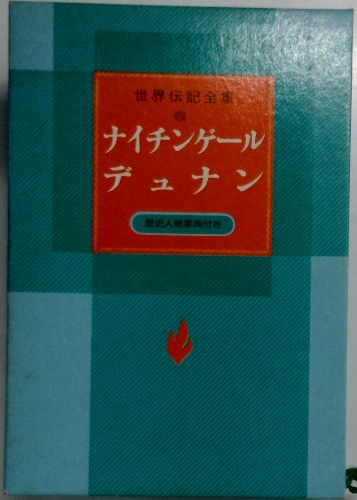 世界伝記全集
6
ナイチンゲール
デュナン
歴史人物事典付き